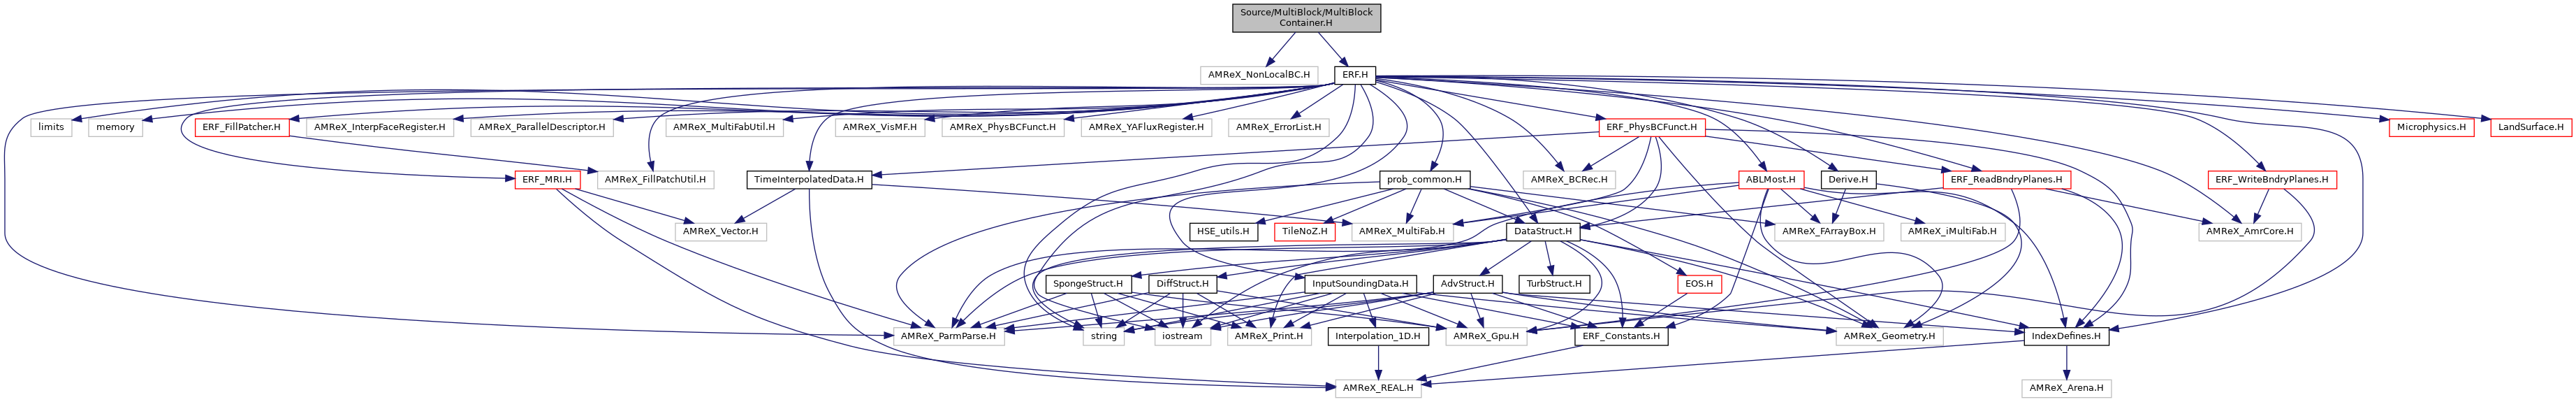 Source/MultiBlock/MultiBlock
Container.H
AMReX_NonLocalBC.H
ERF.H
limits
memory
ERF_FillPatcher.H
AMReX_InterpFaceRegister.H
AMReX_ParallelDescriptor.H
AMReX_MultiFabUtil.H
AMReX_VisMF.H
AMReX_PhysBCFunct.H
AMReX_YAFluxRegister.H
AMReX_ErrorList.H
ERF_PhysBCFunct.H
Microphysics.H
LandSurface.H
ERF_MRI.H
AMReX_FillPatchUtil.H
TimeInterpolatedData.H
prob_common.H
AMReX_BCRec.H
ABLMost.H
Derive.H
ERF_ReadBndryPlanes.H
ERF_WriteBndryPlanes.H
AMReX_Vector.H
HSE_utils.H
TileNoZ.H
AMReX_MultiFab.H
DataStruct.H
AMReX_FArrayBox.H
AMReX_iMultiFab.H
AMReX_AmrCore.H
SpongeStruct.H
DiffStruct.H
InputSoundingData.H
AdvStruct.H
TurbStruct.H
EOS.H
AMReX_ParmParse.H
string
iostream
AMReX_Print.H
Interpolation_1D.H
AMReX_Gpu.H
ERF_Constants.H
AMReX_Geometry.H
IndexDefines.H
AMReX_REAL.H
AMReX_Arena.H